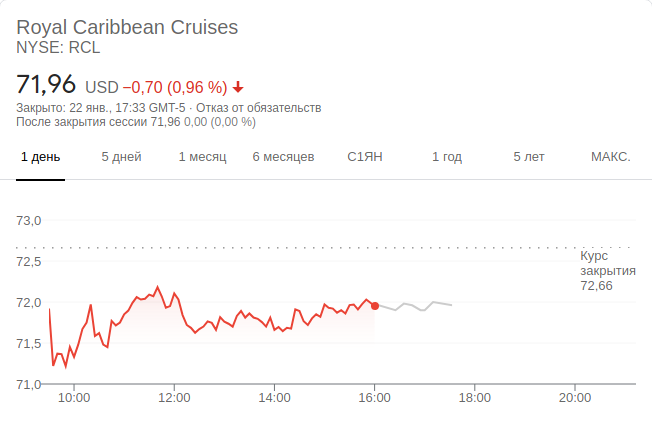 Royal Caribbean Cruises
NYSE: RCL
71,96 USD −0,70 (0,96 %)
Закрыто: 22 янв., 17:33 GMT-5 · Отказ от обязательств
После закрытия сессии 71,96 0,00 (0,00 %)
1 день 5 дней 1 месяц 6 месяцев С1ЯН 1 год 5 лет МАКС.
73,0
72,5
72,0
71,5
71,0
Курс
закрытия
72,66
10:00 12:00 14:00 16:00 18:00 20:00